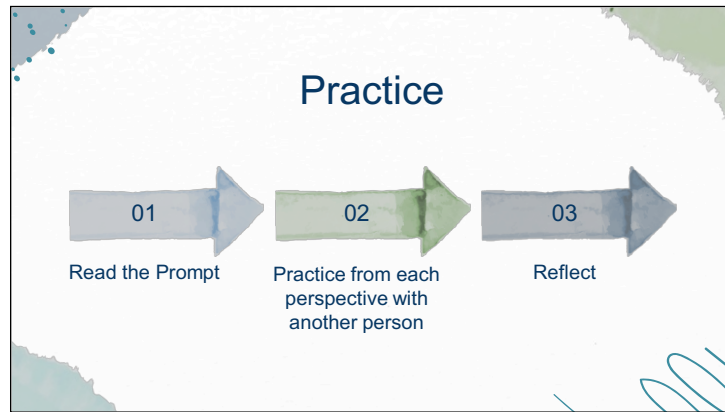 Practice
01
02
03
Read the Prompt
Practice from each
perspective with
another person
Reflect